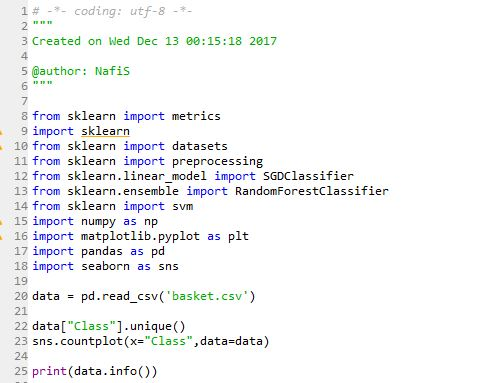 1 # -*- coding: utf-8 -*-
2 """
3 Created on Wed Dec 13 00:15:18 2017
4
5 @author: NafiS
6 """
7
8 from sklearn import metrics
9 import sklearn
10 from sklearn import datasets
11 from sklearn import preprocessing
12 from sklearn.linear_model import SGDClassifier
13 from sklearn.ensemble import RandomForestClassifier
14 from sklearn import svm
15 import numpy as np
16 import matplotlib.pyplot as plt
17 import pandas as pd
18 import seaborn as sns
19
20 data = pd.read_csv('basket.csv')
21
22 data["Class"].unique()
23 sns.countplot(x="Class",data=data)
24
25 print(data.info())